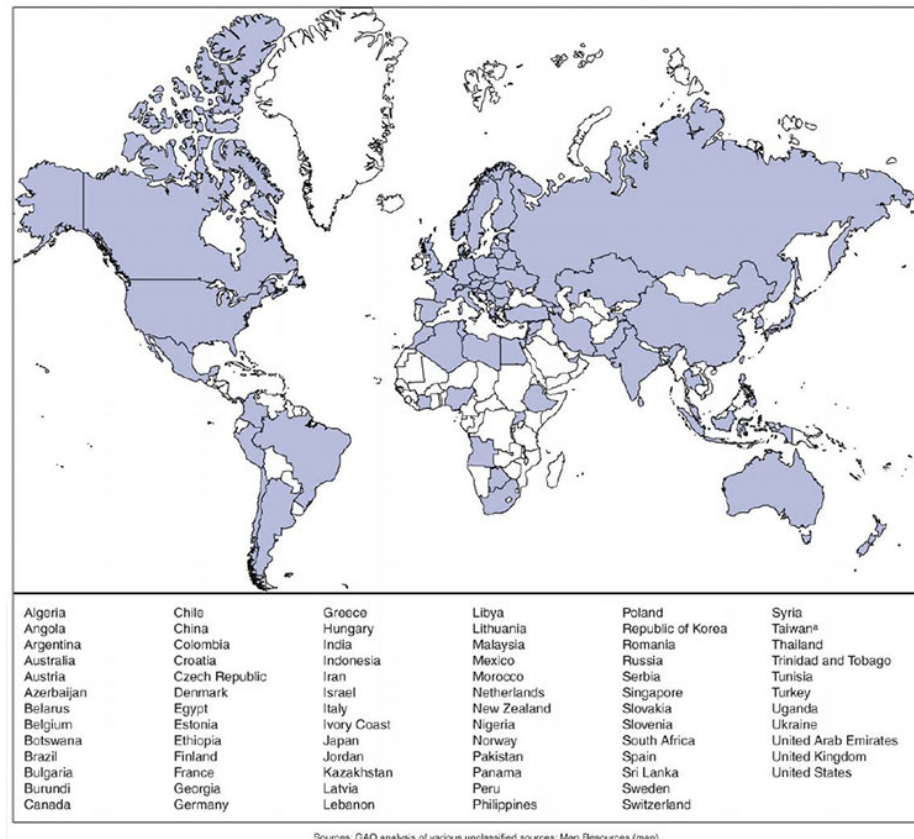 Algeria
Angola
Argentina
Australia
Austria
Azerbaijan
Belarus
Belgium
Botswana
Brazil
Bulgaria
Burundi
Canada
Chile
China
Colombia
Croatia
Czech Republic
Denmark
Egypt
Estonia
Ethiopia
Finland
France
Georgia
Germany
Greece
Hungary
India
Indonesia
Iran
Israel
Italy
Ivory Coast
Japan
Jordan
Kazakhstan
Latvia
Lebanon
Libya
Lithuania
Malaysia
Mexico
Morocco
Netherlands
New Zealand
Nigeria
Norway
Pakistan
Panama
Peru
Philippines
Poland
Republic of Korea
Romania
Russia
Serbia
Singapore
Slovakia
Slovenia
South Africa
Spain
Sri Lanka
Sweden
Switzerland
Syria
Taiwanᵃ
Thailand
Trinidad and Tobago
Tunisia
Turkey
Uganda
Ukraine
United Arab Emirates
United Kingdom
United States
Sources: GAO analysis of various unclassified sources; Map Resources (map).